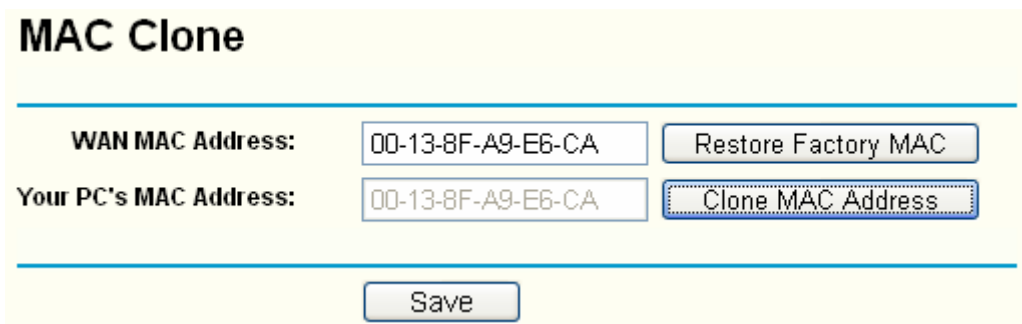 MAC Clone
WAN MAC Address: 00-13-8F-A9-E6-CA Restore Factory MAC
Your PC's MAC Address: 00-13-8F-A9-E6-CA Clone MAC Address
Save